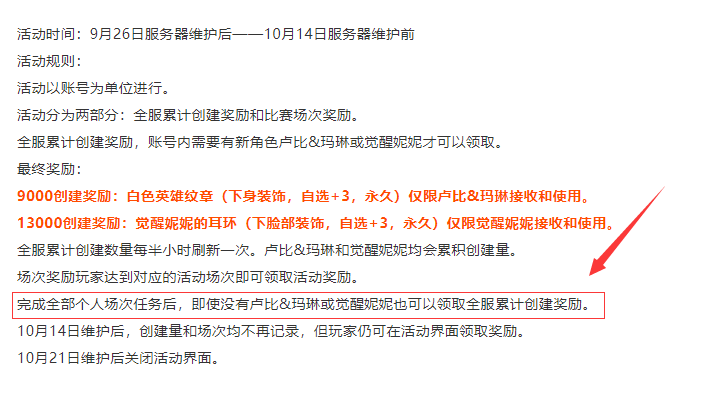 活动时间：9月26日服务器维护后——10月14日服务器维护前
活动规则：
活动以账号为单位进行。
活动分为两部分：全服累计创建奖励和比赛场次奖励。
全服累计创建奖励，账号内需要有新角色卢比&玛琳或觉醒妮妮才可以领取。
最终奖励：
9000创建奖励：白色英雄纹章（下身装饰，自选+3，永久）仅限卢比&玛琳接收和使用。
13000创建奖励：觉醒妮妮的耳环（下脸部装饰，自选+3，永久）仅限觉醒妮妮接收和使用。
全服累计创建数量每半小时刷新一次。卢比&玛琳和觉醒妮妮均会累积创建量。
场次奖励玩家达到对应的活动场次即可领取活动奖励。
完成全部个人场次任务后，即使没有卢比&玛琳或觉醒妮妮也可以领取全服累计创建奖励。
10月14日维护后，创建量和场次均不再记录，但玩家仍可在活动界面领取奖励。
10月21日维护后关闭活动界面。